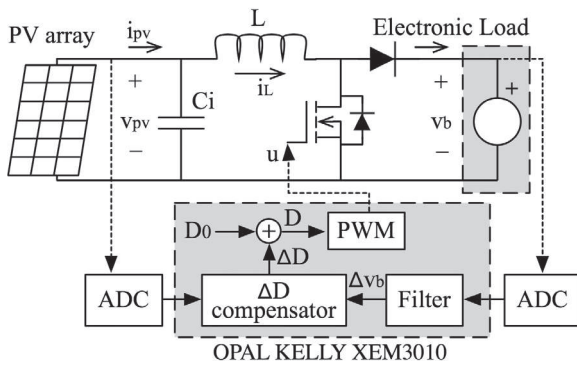 PV array
ipv
L
Electronic Load
+
vpv
−
Ci
iL
u
+
vb
−
+
D0
+
D
PWM
ΔD
ADC
ΔD
compensator
Δvb
Filter
ADC
OPAL KELLY XEM3010